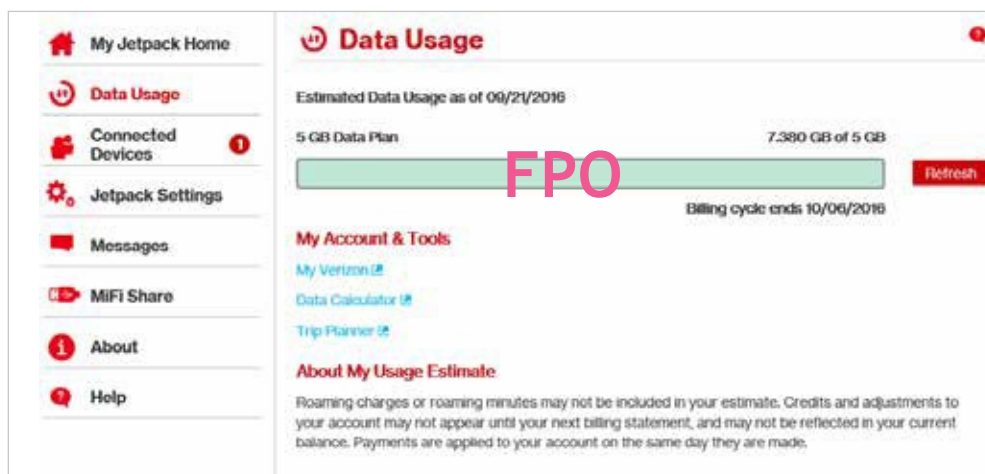 My Jetpack Home
Data Usage
Connected
Devices
1
Jetpack Settings
Messages
MiFi Share
About
Help
Data Usage
Estimated Data Usage as of 09/21/2016
5 GB Data Plan
7.380 GB of 5 GB
FPO
Refresh
Billing cycle ends 10/06/2016
My Account & Tools
My Verizon
Data Calculator
Trip Planner
About My Usage Estimate
Roaming charges or roaming minutes may not be included in your estimate. Credits and adjustments to
your account may not appear until your next billing statement, and may not be reflected in your current
balance. Payments are applied to your account on the same day they are made.